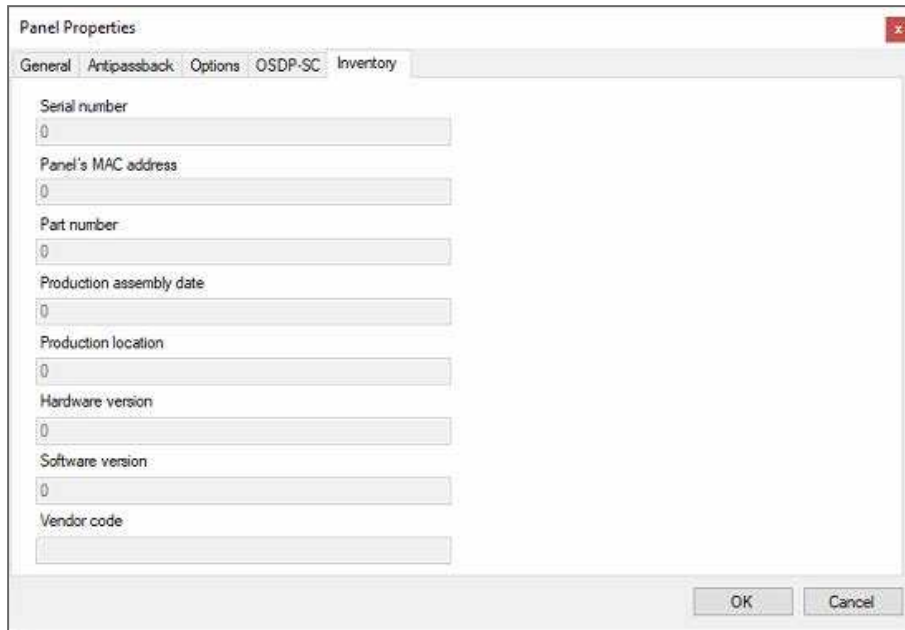 Panel Properties
x
General Antipassback Options OSDP-SC Inventory
Serial number
0
Panel's MAC address
0
Part number
0
Production assembly date
0
Production location
0
Hardware version
0
Software version
0
Vendor code
OK Cancel